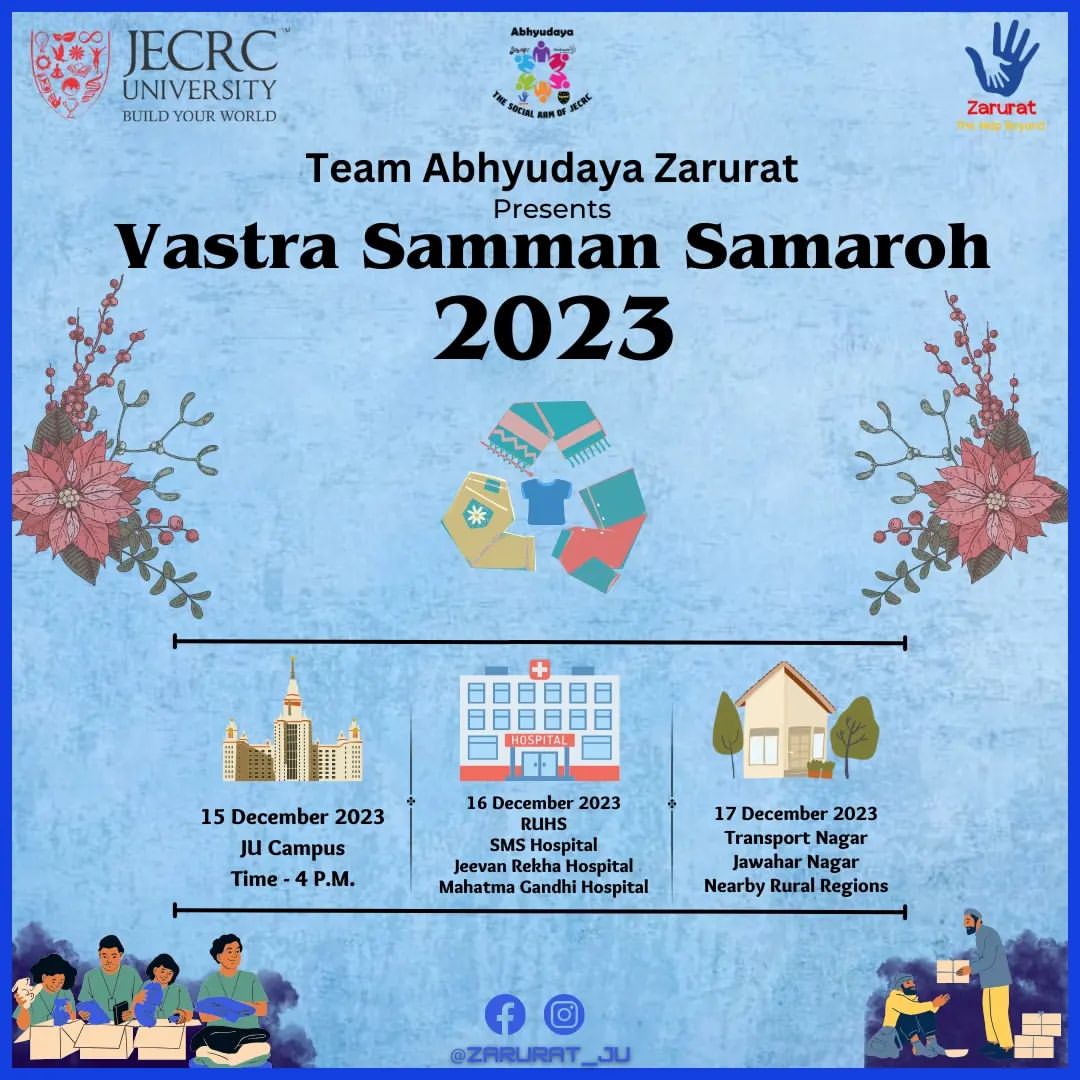 JECRC
UNIVERSITY
BUILD YOUR WORLD
TM
Abhyudaya
THE SOCIAL ARM OF JECRC
Zarurat
The Help Beyond
Team Abhyudaya Zarurat
Presents
Vastra Samman Samaroh
2023
HOSPITAL
15 December 2023
JU Campus
Time - 4 P.M.
16 December 2023
RUHS
SMS Hospital
Jeevan Rekha Hospital
Mahatma Gandhi Hospital
17 December 2023
Transport Nagar
Jawahar Nagar
Nearby Rural Regions
@ZARURAT_JU